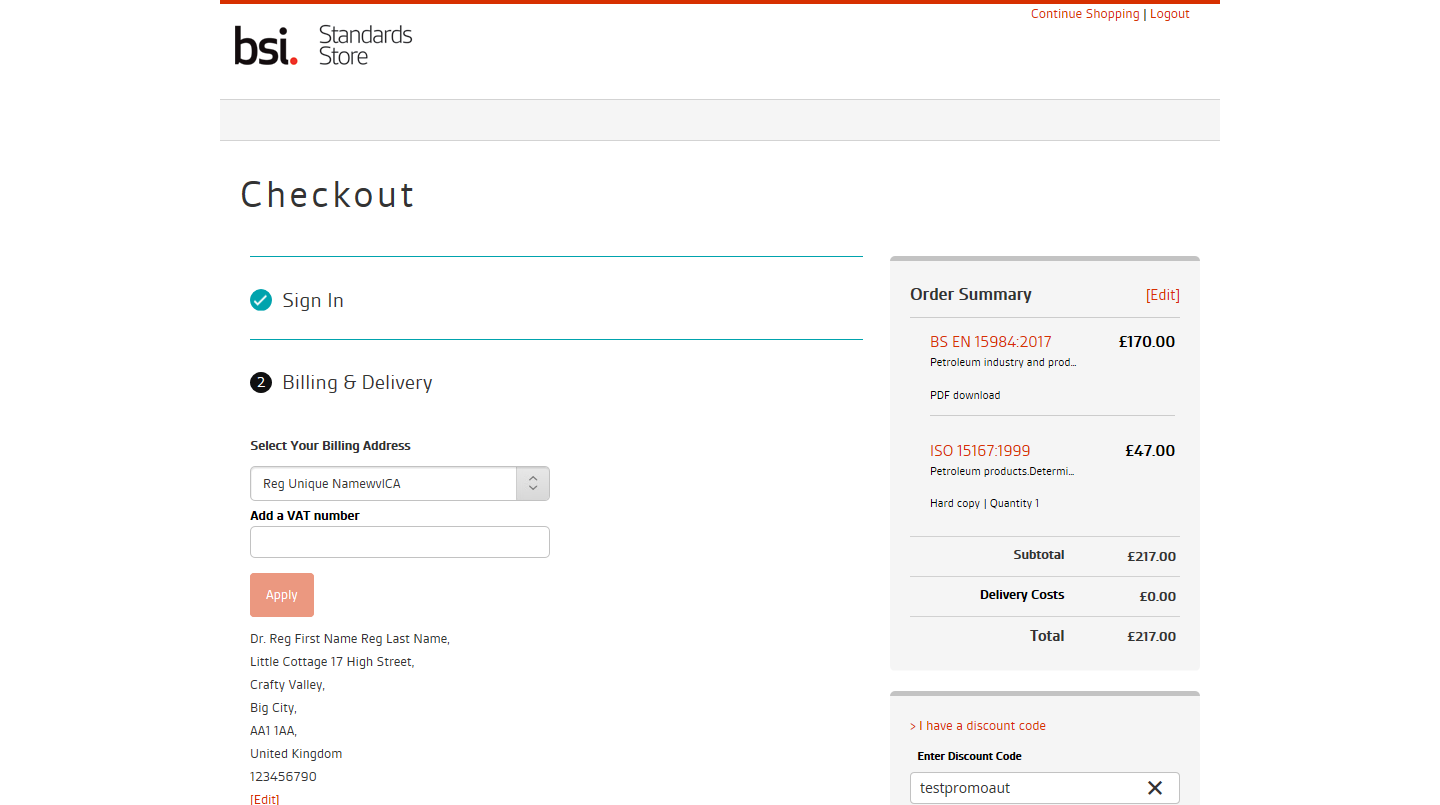 Continue Shopping | Logout
bsi. Standards Store
Checkout
Sign In
2 Billing & Delivery
Select Your Billing Address
Reg Unique NamewvlCA
Add a VAT number
Apply
Dr. Reg First Name Reg Last Name,
Little Cottage 17 High Street,
Crafty Valley,
Big City,
AA1 1AA,
United Kingdom
123456790
[Edit]
Order Summary [Edit]
BS EN 15984:2017 £170.00
Petroleum industry and prod...
PDF download
ISO 15167:1999 £47.00
Petroleum products.Determi...
Hard copy | Quantity 1
Subtotal £217.00
Delivery Costs £0.00
Total £217.00
> I have a discount code
Enter Discount Code
testpromoaut